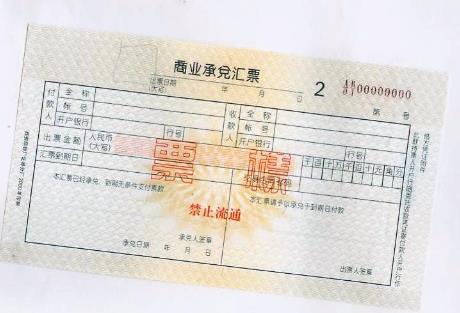 商业承兑汇票
出票日期
(大写) 年 月 日 2 00000000
第 号
付款人 全称 收款人 全称
帐号 帐号
开户银行 行号 开户银行 行号
出票金额 人民币
(大写) 千百十万千百十元角分
汇票到期日
票样
本汇票已经承兑，到期无条件支付票款
本汇票请予以承兑于到期日付款
禁止流通
承兑人签章
承兑日期 年 月 日
出票人签章